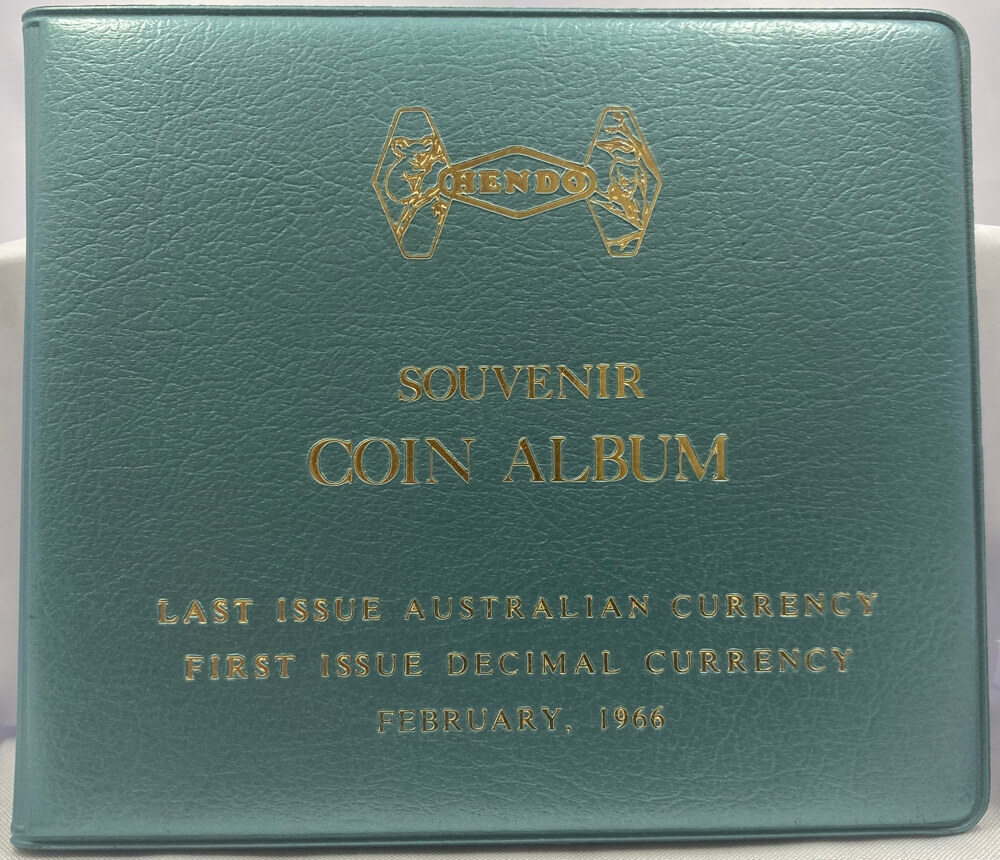 HENDO
SOUVENIR
COIN ALBUM
LAST ISSUE AUSTRALIAN CURRENCY
FIRST ISSUE DECIMAL CURRENCY
FEBRUARY, 1966